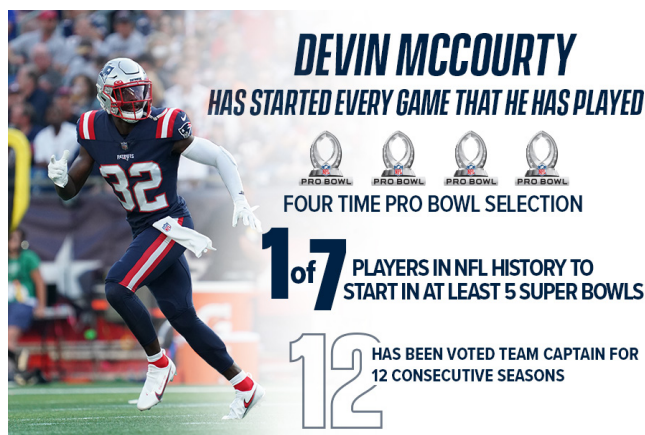 DEVIN MCCOURTY
HAS STARTED EVERY GAME THAT HE HAS PLAYED
PRO BOWL PRO BOWL PRO BOWL PRO BOWL
FOUR TIME PRO BOWL SELECTION
1 of 7 PLAYERS IN NFL HISTORY TO
START IN AT LEAST 5 SUPER BOWLS
12 HAS BEEN VOTED TEAM CAPTAIN FOR
12 CONSECUTIVE SEASONS
PATRIOTS
32